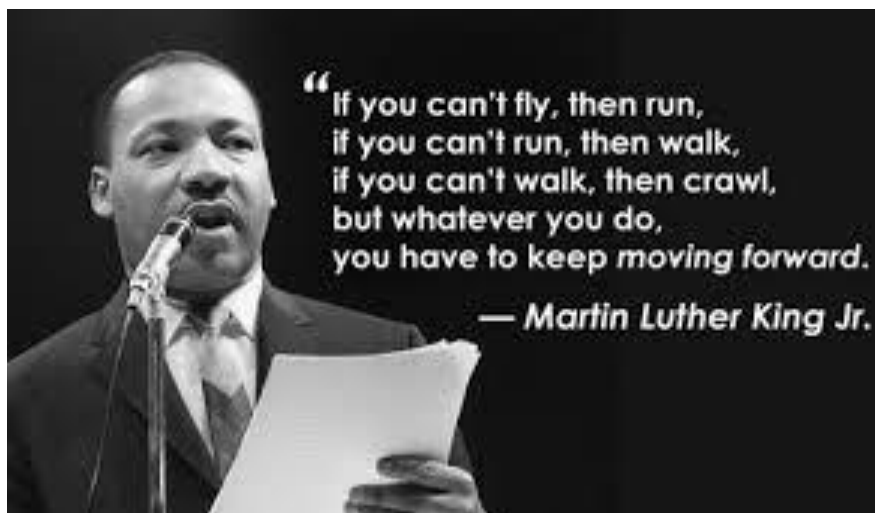 “If you can't fly, then run,
if you can't run, then walk,
if you can't walk, then crawl,
but whatever you do,
you have to keep moving forward.
— Martin Luther King Jr.